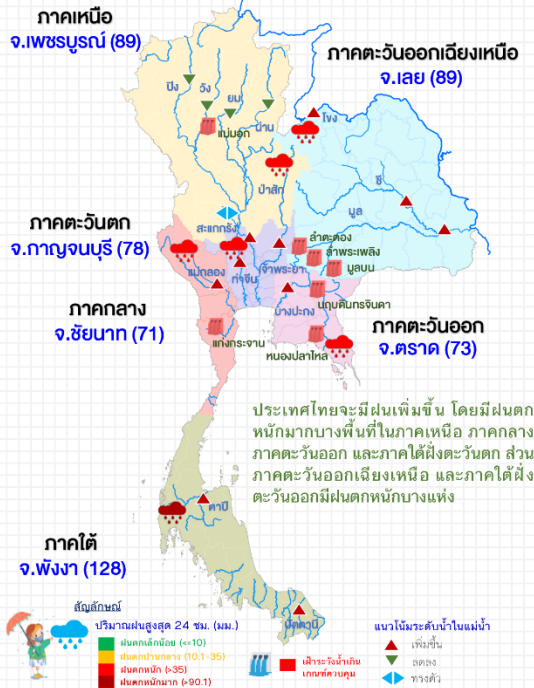 ภาคเหนือ
จ.เพชรบูรณ์ (89)
ภาคตะวันออกเฉียงเหนือ
จ.เลย (89)
ปิง
วัง
ยม
น่าน
แม่มอก
โขง
ป่าสัก
ชี
มูล
ภาคตะวันตก
จ.กาญจนบุรี (78)
สะแกกรัง
ลำตะคอง
ลำพระเพลิง
มูลบน
แม่กลอง
ท่าจีน
เจ้าพระยา
นฤบดินทรจินดา
บางปะกง
ภาคกลาง
จ.ชัยนาท (71)
แก่งกระจาน
หนองปลาไหล
ภาคตะวันออก
จ.ตราด (73)
ประเทศไทยจะมีฝนเพิ่มขึ้น โดยมีฝนตก
หนักมากบางพื้นที่ในภาคเหนือ ภาคกลาง
ภาคตะวันออก และภาคใต้ฝั่งตะวันตก ส่วน
ภาคตะวันออกเฉียงเหนือ และภาคใต้ฝั่ง
ตะวันออกมีฝนตกหนักบางแห่ง
ตาปี
ภาคใต้
จ.พังงา (128)
ปัตตานี
สัญลักษณ์
ปริมาณฝนสูงสุด 24 ชม. (มม.)
ฝนตกเล็กน้อย (<=10)
ฝนตกปานกลาง (10.1-35)
ฝนตกหนัก (>35)
ฝนตกหนักมาก (>90.1)
เฝ้าระวังน้ำเกิน
เกณฑ์ควบคุม
แนวโน้มระดับน้ำในแม่น้ำ
เพิ่มขึ้น
ลดลง
ทรงตัว